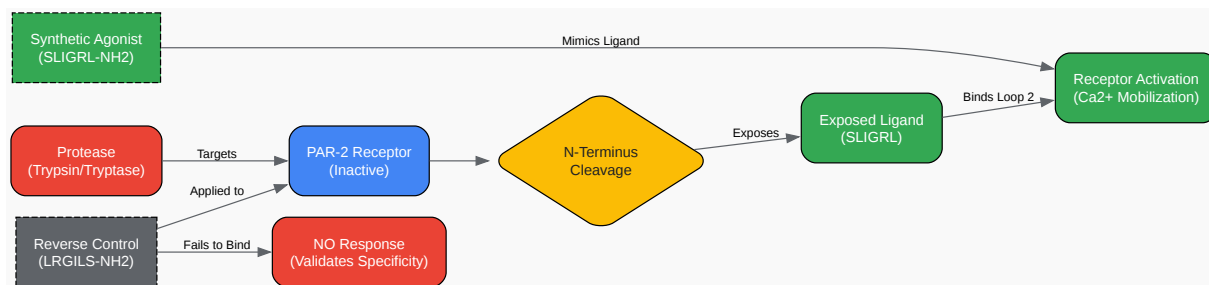 Synthetic Agonist
(SLIGRL-NH2)
Mimics Ligand
Receptor Activation
(Ca2+ Mobilization)
Binds Loop 2
Exposed Ligand
(SLIGRL)
Exposes
N-Terminus
Cleavage
Protease
(Trypsin/Tryptase)
Targets
PAR-2 Receptor
(Inactive)
Applied to
Reverse Control
(LRGILS-NH2)
Fails to Bind
NO Response
(Validates Specificity)